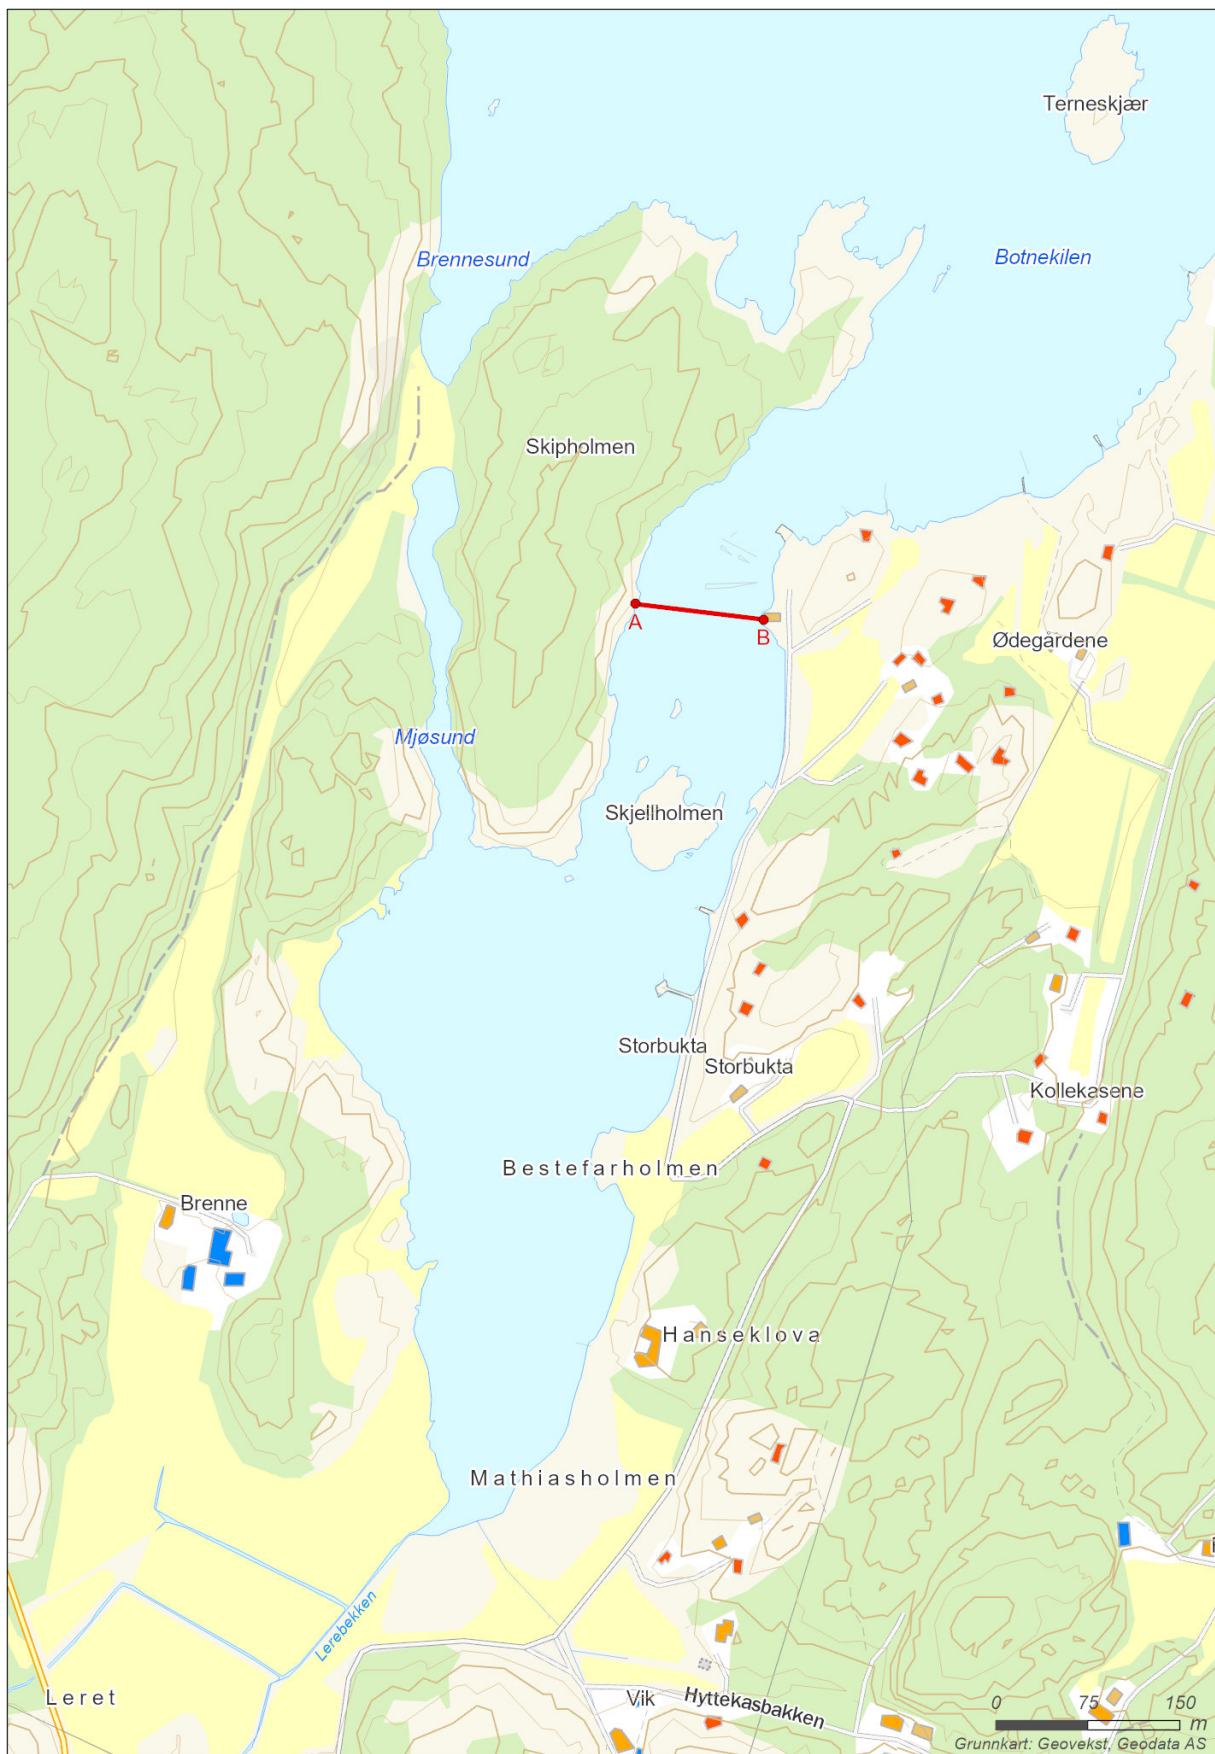 Terneskjær
Brennesund
Botnekilen
Skipholmen
A
B
Ødegårdene
Mjøsund
Skjellholmen
Storbukta
Storbukta
Kollekasene
Bestefarholmen
Brenne
Hanseklova
Mathiasholmen
Lerebekken
Leret
Vik
Hyttekasbakken
0 75 150
m
Grunnkart: Geovekst, Geodata AS